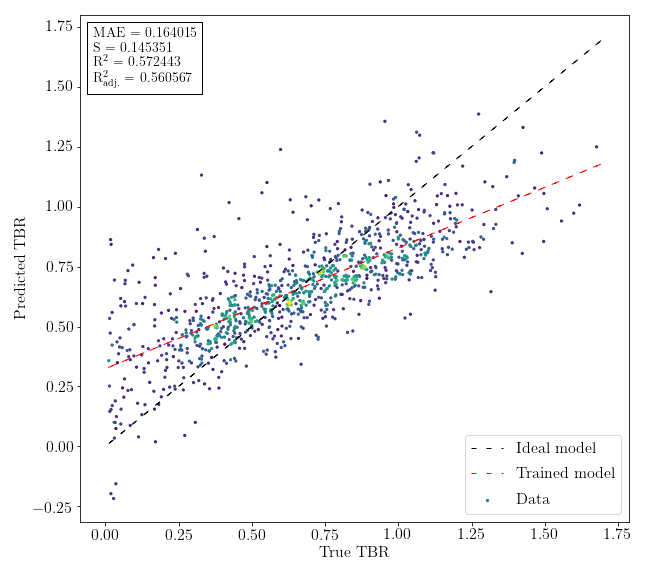 MAE = 0.164015
S = 0.145351
R² = 0.572443
R²adj. = 0.560567
1.75
1.50
1.25
1.00
0.75
0.50
0.25
0.00
−0.25
Predicted TBR
Ideal model
Trained model
Data
0.00 0.25 0.50 0.75 1.00 1.25 1.50 1.75
True TBR